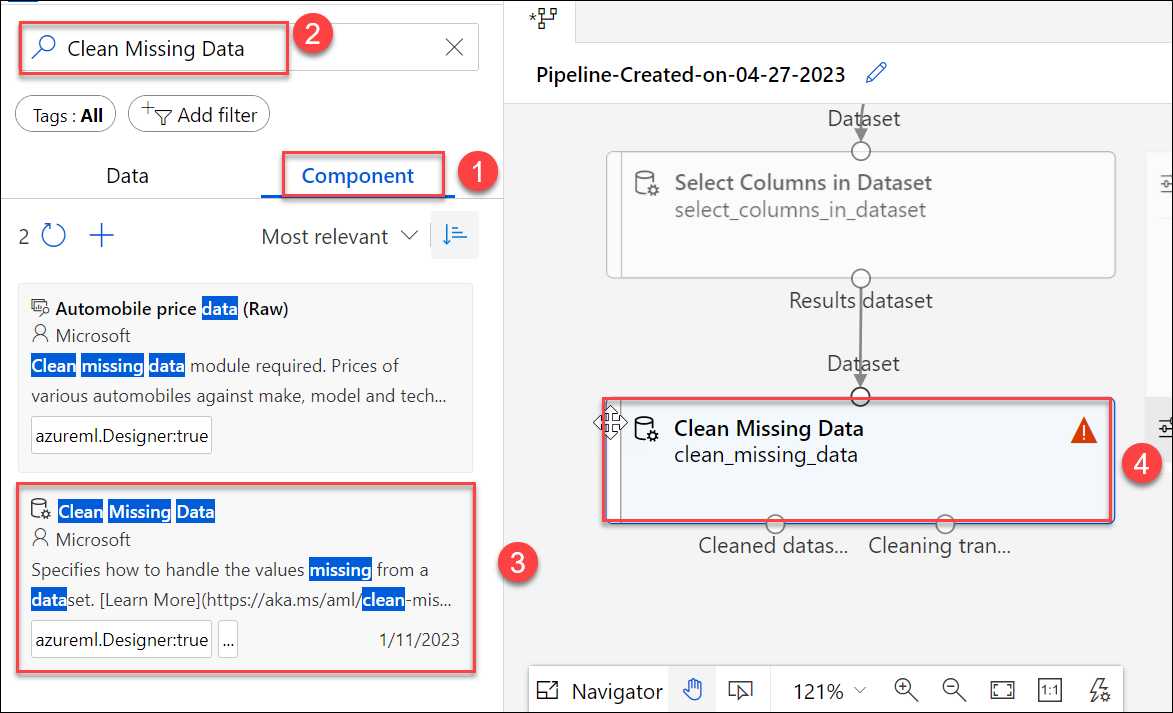 Clean Missing Data
2
Tags : All
Add filter
Data
Component
1
2
Most relevant
Automobile price data (Raw)
Microsoft
Clean missing data module required. Prices of
various automobiles against make, model and tech...
azureml.Designer:true
Clean Missing Data
Microsoft
Specifies how to handle the values missing from a
dataset. [Learn More](https://aka.ms/aml/clean-mis...
azureml.Designer:true
...
1/11/2023
3
Pipeline-Created-on-04-27-2023
Dataset
Select Columns in Dataset
select_columns_in_dataset
Results dataset
Dataset
Clean Missing Data
clean_missing_data
4
Cleaned datas...
Cleaning tran...
Navigator
121%
1:1